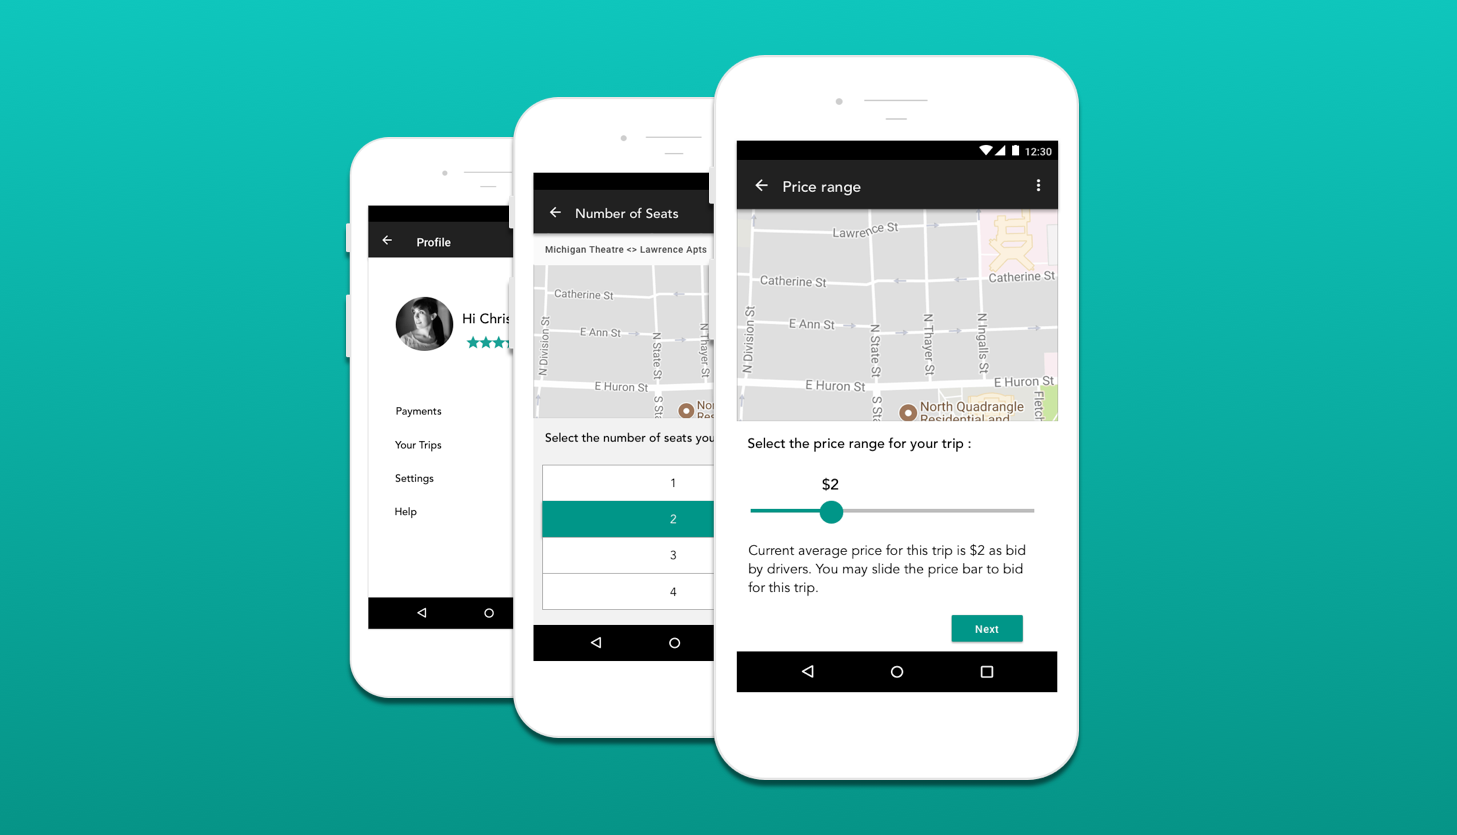 Profile
Hi Chris
Payments
Your Trips
Settings
Help
Number of Seats
Michigan Theatre <> Lawrence Apts
Catherine St
E Ann St
N Division St
N State St
N Thayer St
E Huron St
S Sta
Nor
Res
Select the number of seats you
1
2
3
4
12:30
Price range
Lawrence St
Catherine St
Catherine St
E Ann St
N Division St
N State St
N Thayer St
N Ingalls St
E Huron St
E Huron St
S Sta
Fletch
North Quadrangle
Residential and
Select the price range for your trip :
$2
Current average price for this trip is $2 as bid
by drivers. You may slide the price bar to bid
for this trip.
Next